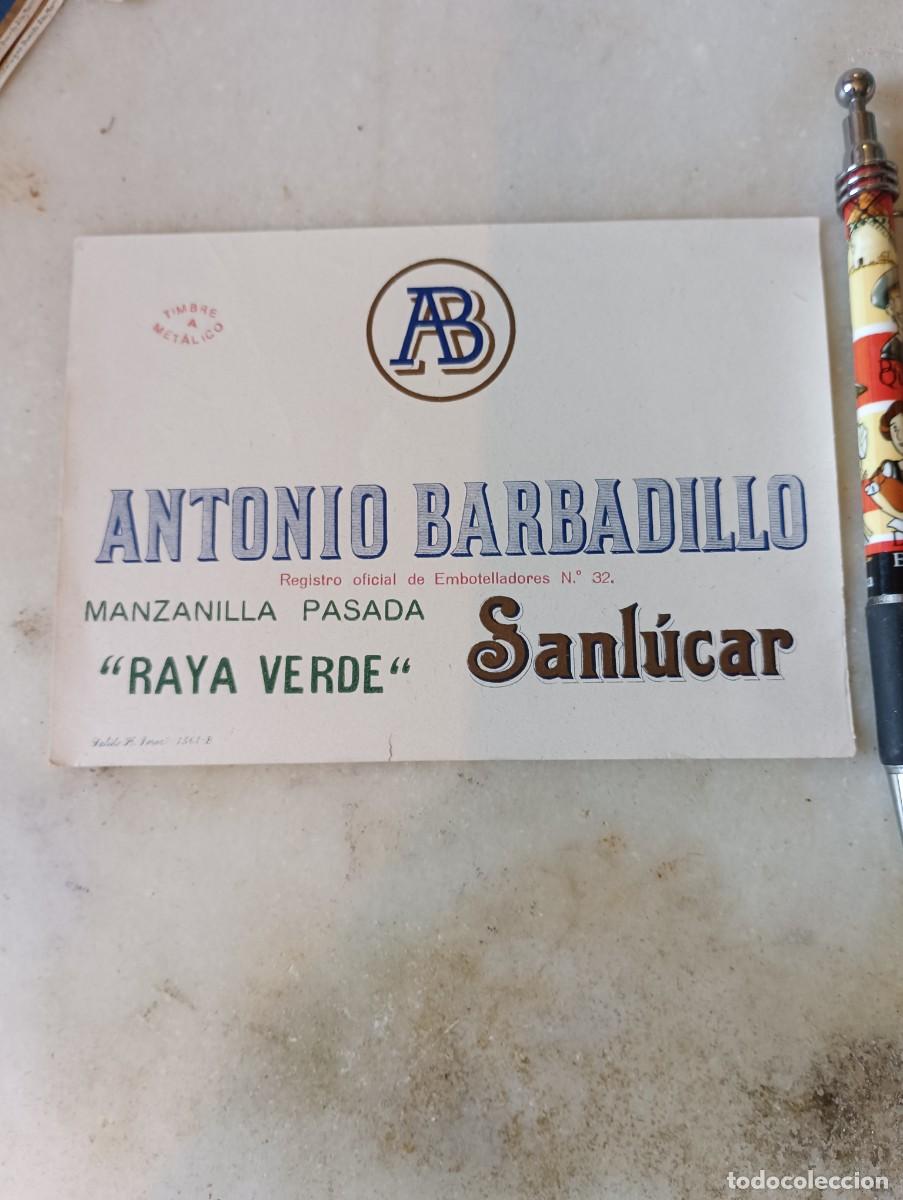 TIMBRE
A
METÁLICO
AB
ANTONIO BARBADILLO
Registro oficial de Embotelladores N.° 32.
MANZANILLA PASADA
“RAYA VERDE“
Sanlúcar
todocoleccion